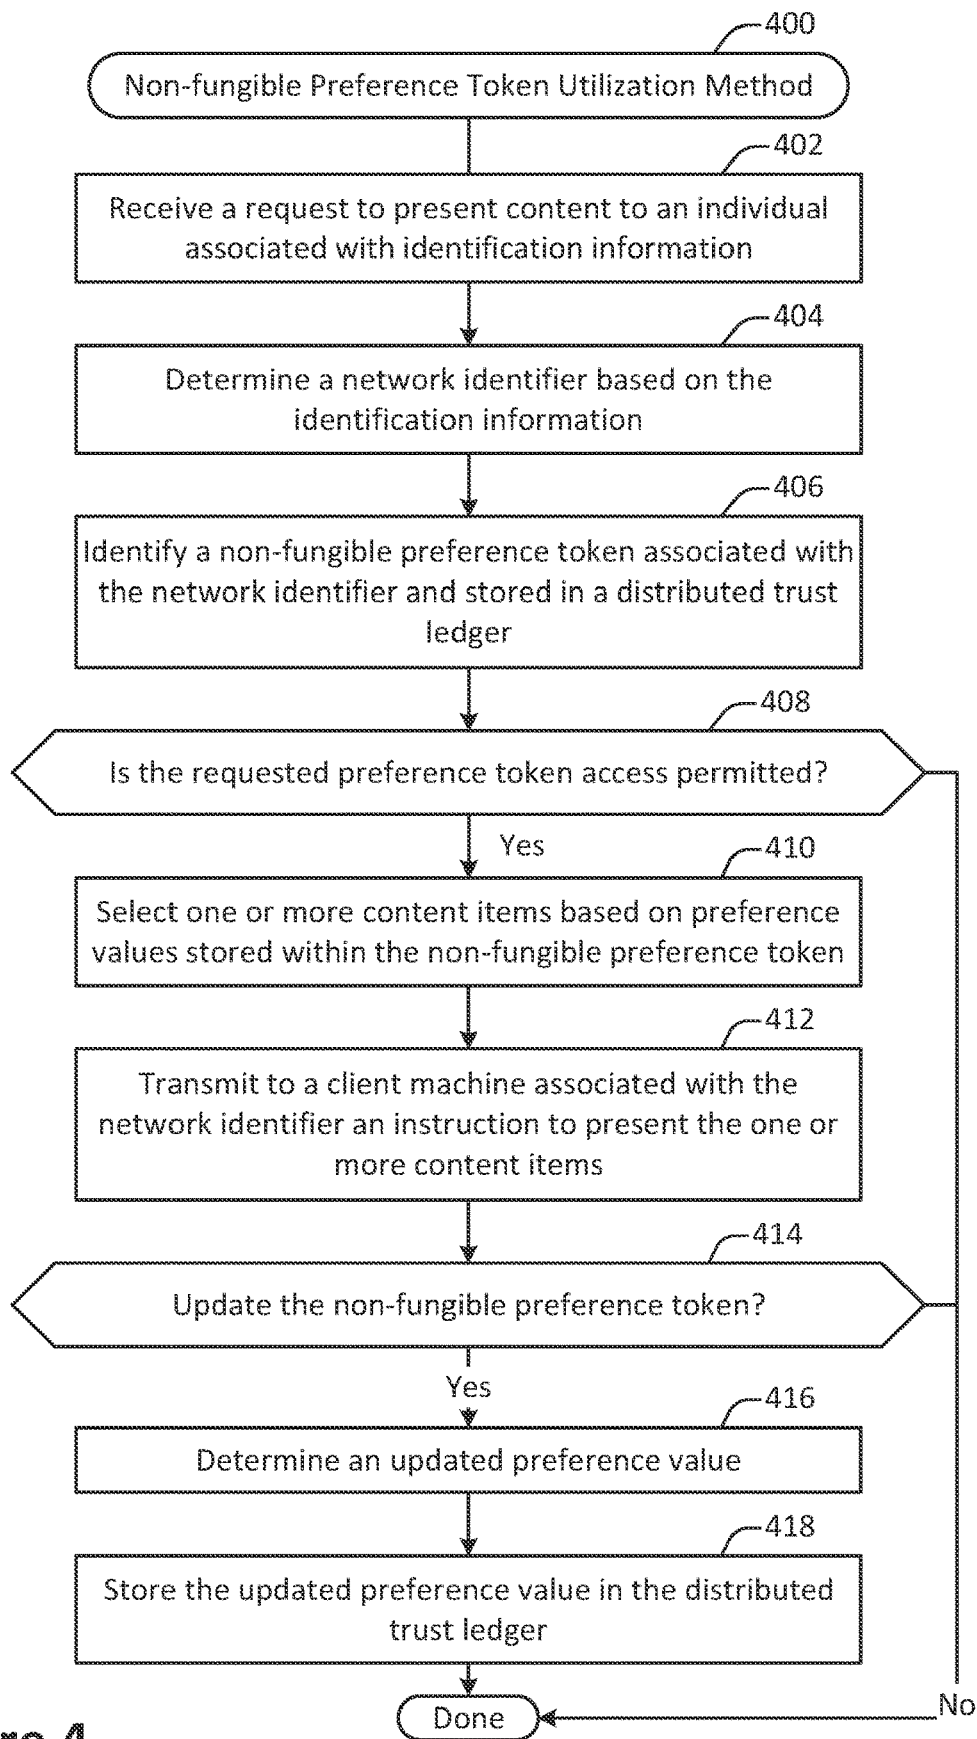 400
Non-fungible Preference Token Utilization Method
402
Receive a request to present content to an individual
associated with identification information
404
Determine a network identifier based on the
identification information
406
Identify a non-fungible preference token associated with
the network identifier and stored in a distributed trust
ledger
408
Is the requested preference token access permitted?
Yes
410
Select one or more content items based on preference
values stored within the non-fungible preference token
412
Transmit to a client machine associated with the
network identifier an instruction to present the one or
more content items
414
Update the non-fungible preference token?
Yes
416
Determine an updated preference value
418
Store the updated preference value in the distributed
trust ledger
No
Done